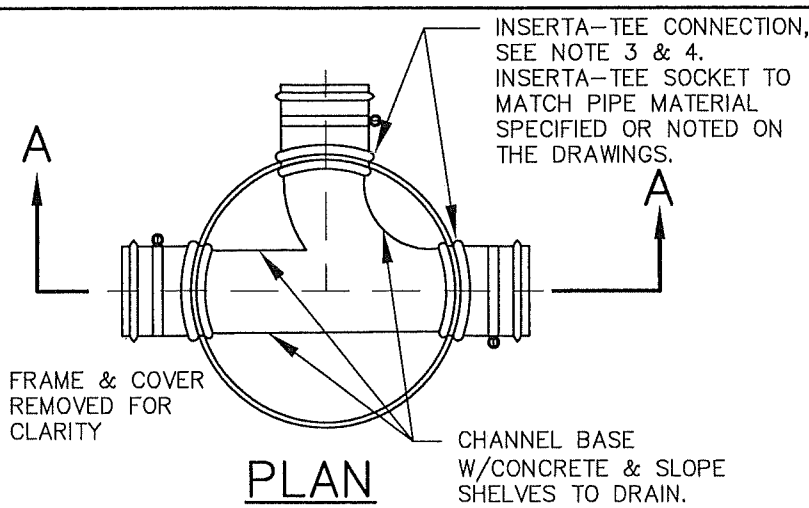 INSERTA-TEE CONNECTION,
SEE NOTE 3 & 4.
INSERTA-TEE SOCKET TO
MATCH PIPE MATERIAL
SPECIFIED OR NOTED ON
THE DRAWINGS.
A
A
FRAME & COVER
REMOVED FOR
CLARITY
CHANNEL BASE
W/CONCRETE & SLOPE
SHELVES TO DRAIN.
PLAN